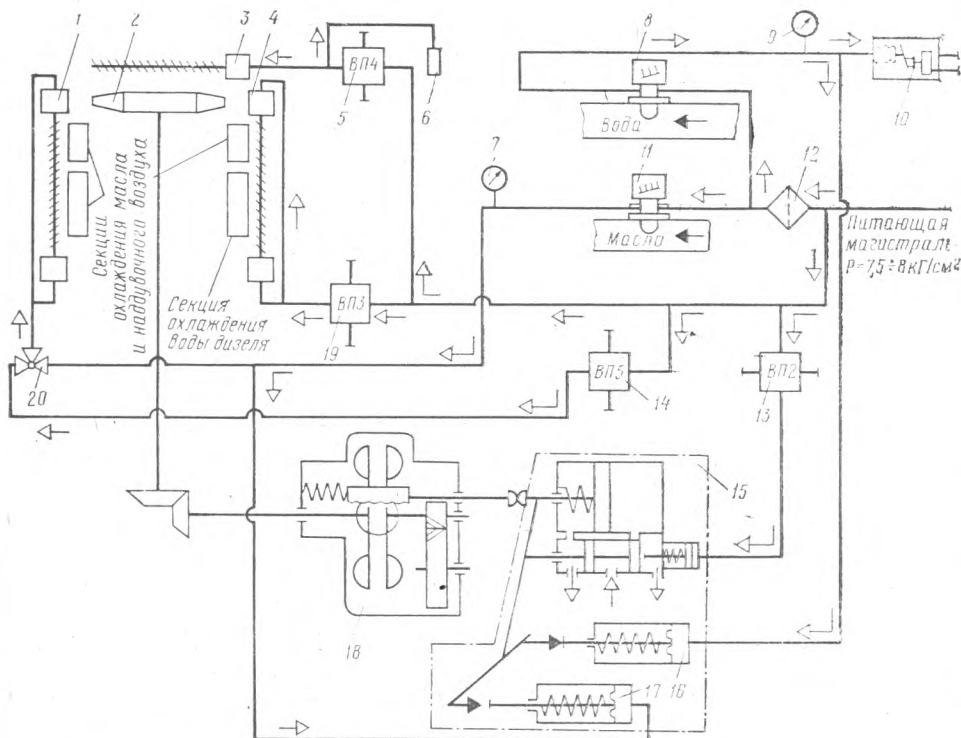 1
2
3
4
ВП4
5
6
8
9
10
Вода
7
11
12
Масло
Питающая
магистраль
P=7,5÷8кГ/см²
Секции
охлаждения масла
и наддувочного воздуха
Секция
охлаждения
воды дизеля
ВП3
19
20
ВП5
14
ВП2
13
15
18
16
17